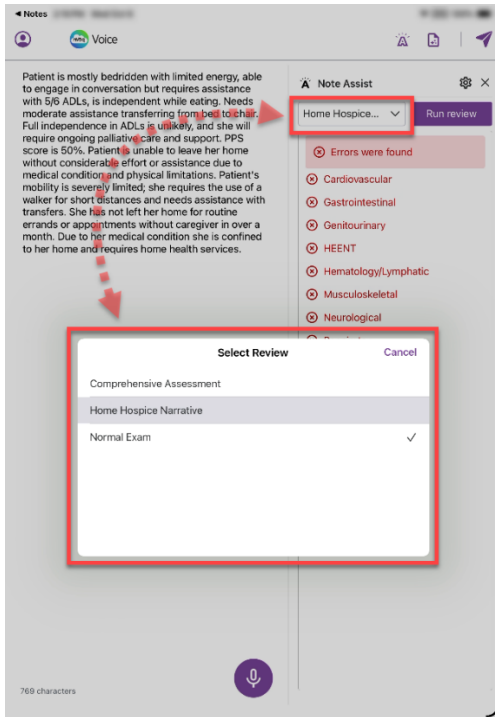 Notes
Voice
Patient is mostly bedridden with limited energy, able
to engage in conversation but requires assistance
with 5/6 ADLs, is independent while eating. Needs
moderate assistance transferring from bed to chair.
Full independence in ADLs is unlikely, and she will
require ongoing palliative care and support. PPS
score is 50%. Patient is unable to leave her home
without considerable effort or assistance due to
medical condition and physical limitations. Patient's
mobility is severely limited; she requires the use of a
walker for short distances and needs assistance with
transfers. She has not left her home for routine
errands or appointments without caregiver in over a
month. Due to her medical condition she is confined
to her home and requires home health services.
Note Assist
Home Hospice...
Run review
Errors were found
Cardiovascular
Gastrointestinal
Genitourinary
HEENT
Hematology/Lymphatic
Musculoskeletal
Neurological
Select Review
Cancel
Comprehensive Assessment
Home Hospice Narrative
Normal Exam
769 characters